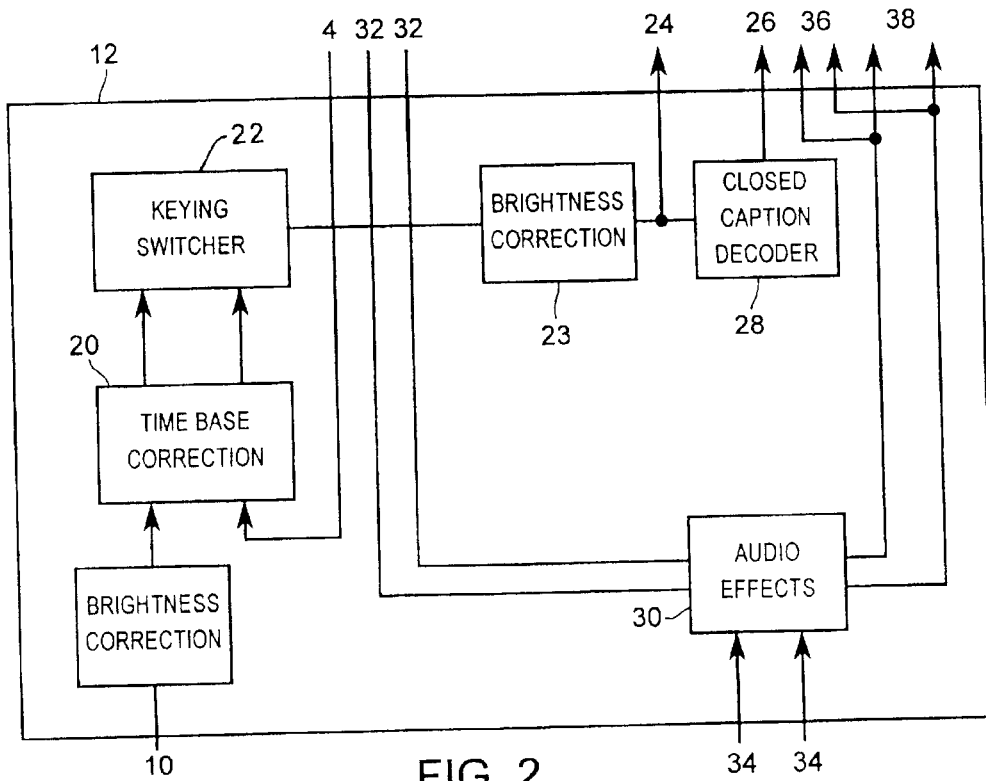 4 32 32 24 26 36 38
12
22
KEYING
SWITCHER
BRIGHTNESS
CORRECTION
CLOSED
CAPTION
DECODER
23
28
20
TIME BASE
CORRECTION
AUDIO
EFFECTS
30
BRIGHTNESS
CORRECTION
10
34 34
FIG. 2